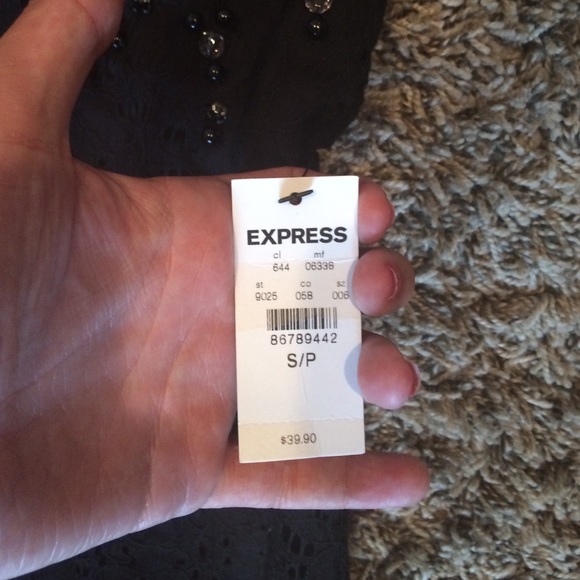 EXPRESS
cl mf
644 06338
st co sz
9025 058 006
86789442
S/P
$39.90